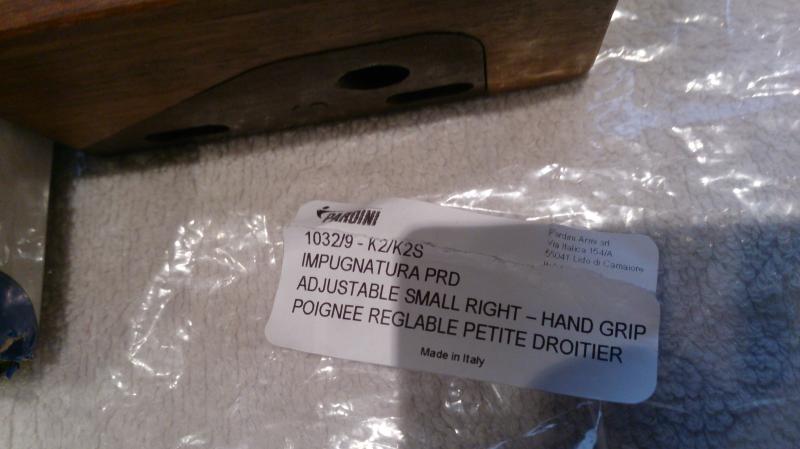 PARDINI
1032/9 - K2/K2S
IMPUGNATURA PRD
ADJUSTABLE SMALL RIGHT – HAND GRIP
POIGNEE REGLABLE PETITE DROITIER
Made in Italy
Pardini Armi srl
Via Italica 154/A
55041 Lido di Camaiore